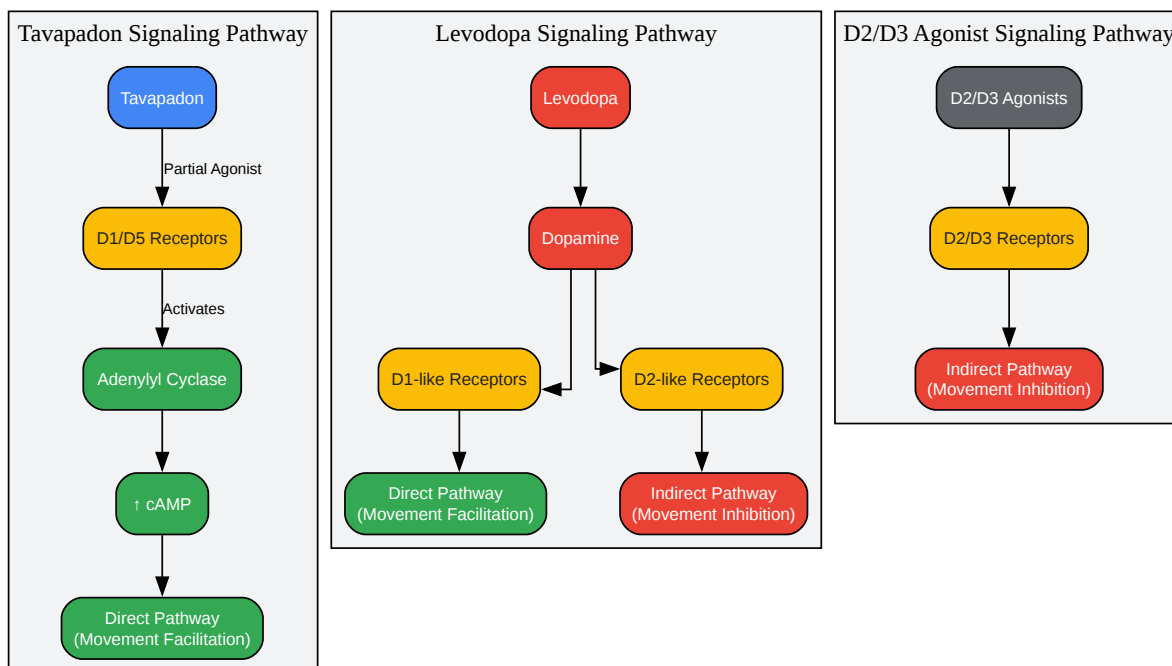 Tavapadon Signaling Pathway
Tavapadon
Partial Agonist
D1/D5 Receptors
Activates
Adenylyl Cyclase
↑ cAMP
Direct Pathway
(Movement Facilitation)
Levodopa Signaling Pathway
Levodopa
Dopamine
D1-like Receptors
D2-like Receptors
Direct Pathway
(Movement Facilitation)
Indirect Pathway
(Movement Inhibition)
D2/D3 Agonist Signaling Pathway
D2/D3 Agonists
D2/D3 Receptors
Indirect Pathway
(Movement Inhibition)